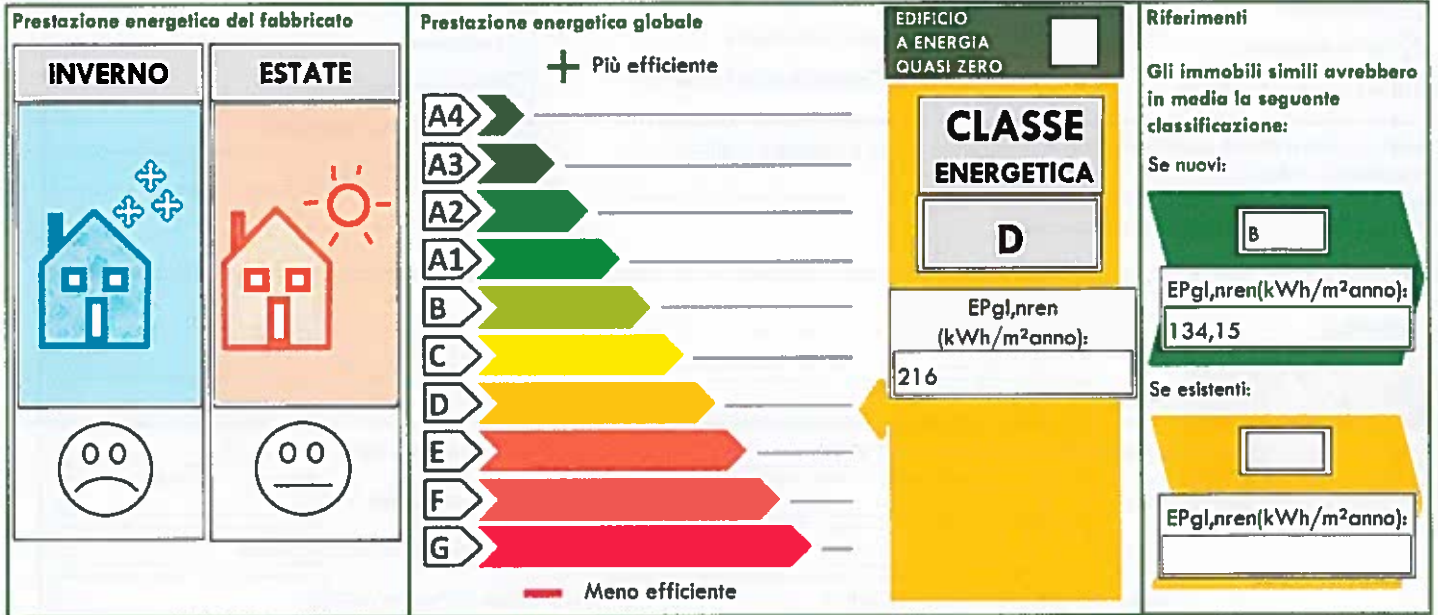 Prestazione energetica del fabbricato
INVERNO
ESTATE
Prestazione energetica globale
+ Più efficiente
A4
A3
A2
A1
B
C
D
E
F
G
— Meno efficiente
EDIFICIO
A ENERGIA
QUASI ZERO
CLASSE
ENERGETICA
D
EPgl,nren
(kWh/m²anno):
216
Riferimenti
Gli immobili simili avrebbero
in media la seguente
classificazione:
Se nuovi:
B
EPgl,nren(kWh/m²anno):
134,15
Se esistenti:
EPgl,nren(kWh/m²anno):